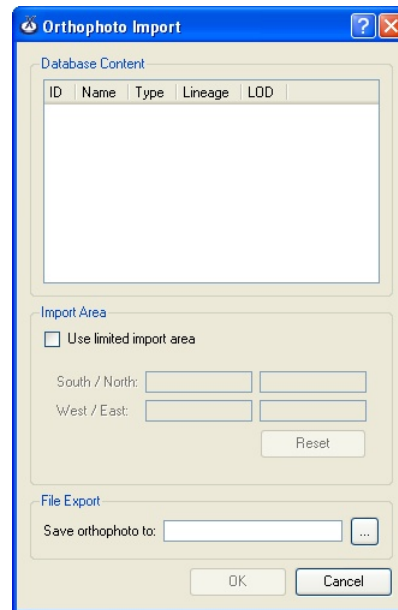 Orthophoto Import
?
Database Content
ID Name Type Lineage LOD
Import Area
Use limited import area
South / North:
West / East:
Reset
File Export
Save orthophoto to: ...
OK Cancel